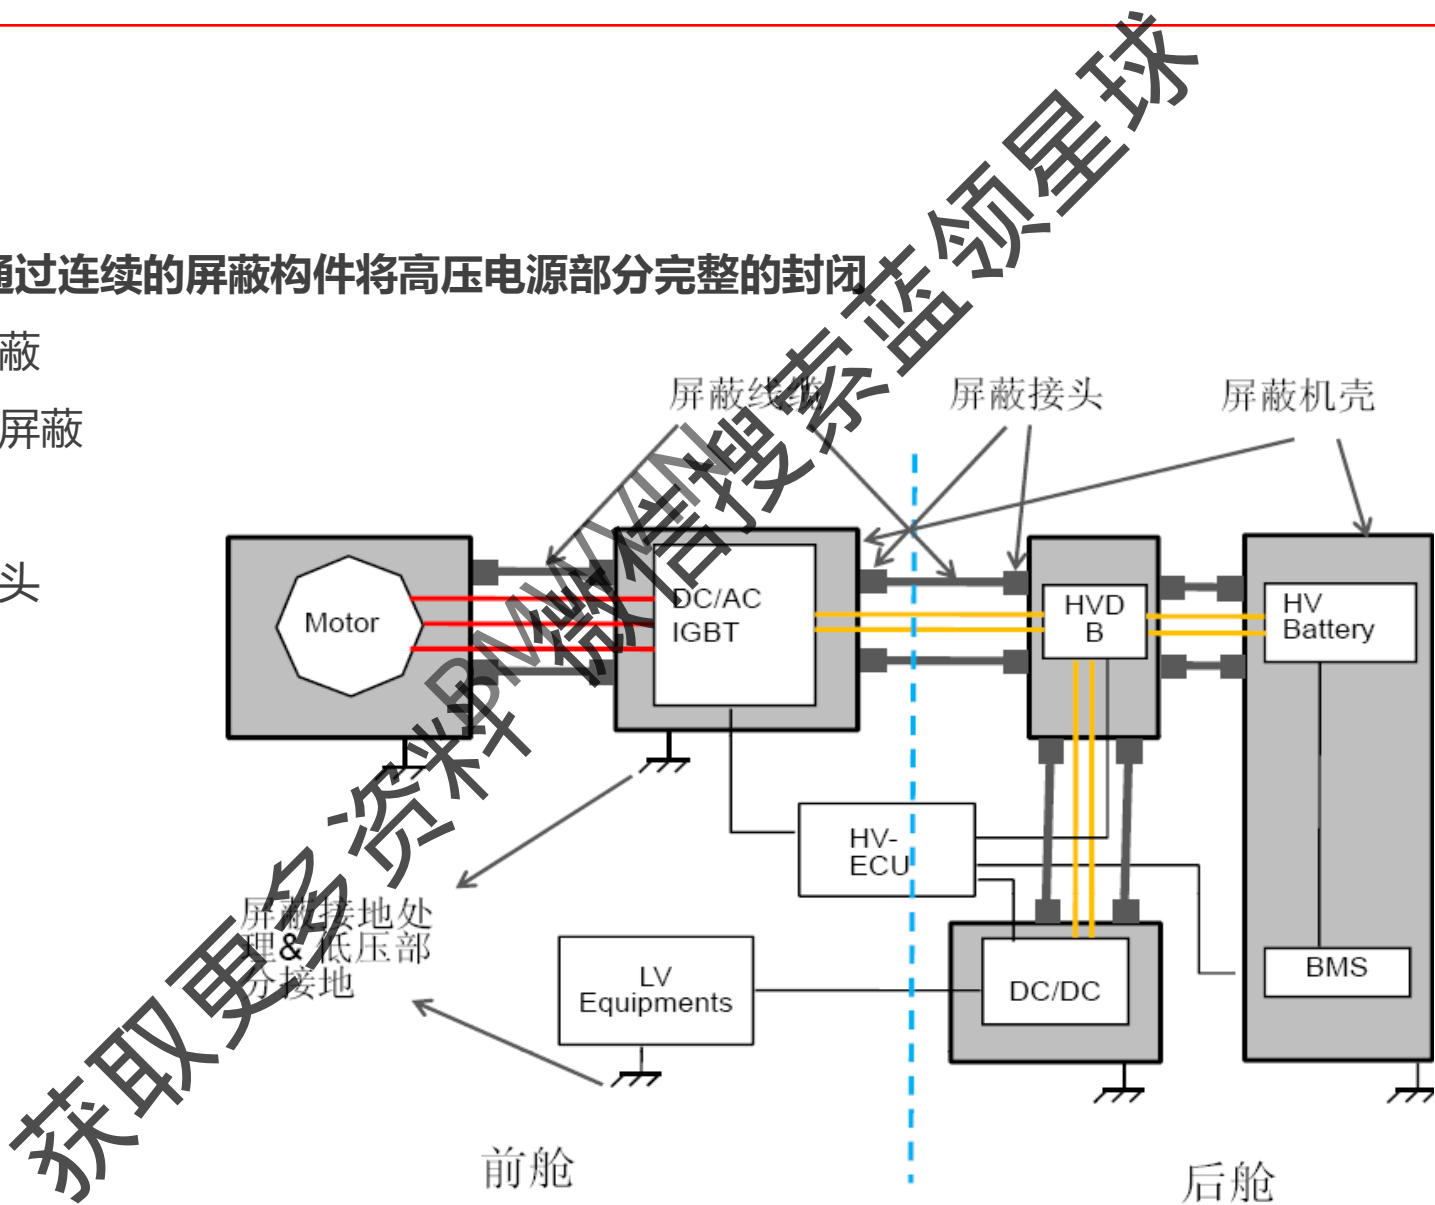 通过连续的屏蔽构件将高压电源部分完整的封闭
蔽
屏蔽
头
屏蔽线缆
屏蔽接头
屏蔽机壳
Motor
DC/AC
IGBT
HVD
B
HV
Battery
HV-
ECU
屏蔽接地处
理& 低压部
分接地
LV
Equipments
DC/DC
BMS
前舱
后舱
获取更多资料 微信搜索蓝领星球